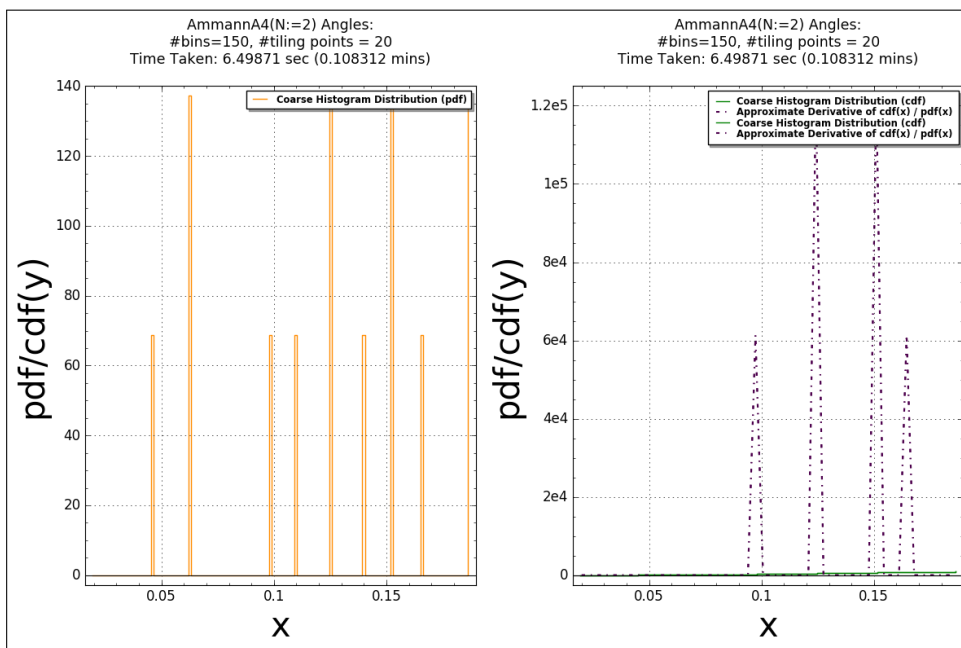 AmmannA4(N:=2) Angles:
#bins=150, #tiling points = 20
Time Taken: 6.49871 sec (0.108312 mins)
Coarse Histogram Distribution (pdf)
140
120
100
80
60
40
20
0
0.05
0.1
0.15
pdf/cdf(y)
x
AmmannA4(N:=2) Angles:
#bins=150, #tiling points = 20
Time Taken: 6.49871 sec (0.108312 mins)
Coarse Histogram Distribution (cdf)
Approximate Derivative of cdf(x) / pdf(x)
Coarse Histogram Distribution (cdf)
Approximate Derivative of cdf(x) / pdf(x)
1.2e5
1e5
8e4
6e4
4e4
2e4
0
0.05
0.1
0.15
pdf/cdf(y)
x